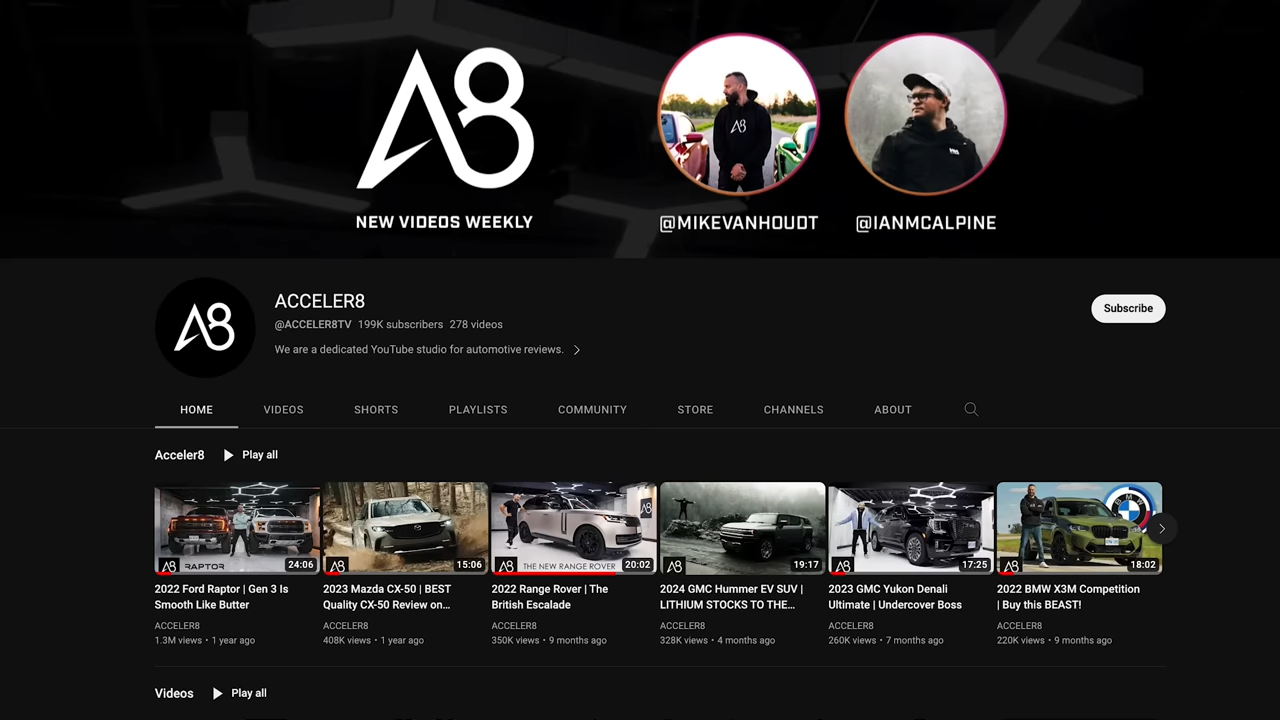 A8
NEW VIDEOS WEEKLY
@MIKEVANHOUDT
@IANMCALPINE
A8
ACCELER8
@ACCELER8TV 199K subscribers 278 videos
We are a dedicated YouTube studio for automotive reviews.
Subscribe
HOME VIDEOS SHORTS PLAYLISTS COMMUNITY STORE CHANNELS ABOUT
Acceler8 Play all
A8 RAPTOR 24:06
2022 Ford Raptor | Gen 3 Is
Smooth Like Butter
ACCELER8
1.3M views • 1 year ago
A8 15:06
2023 Mazda CX-50 | BEST
Quality CX-50 Review on...
ACCELER8
408K views • 1 year ago
A8
A8 THE NEW RANGE ROVER 20:02
2022 Range Rover | The
British Escalade
ACCELER8
350K views • 9 months ago
A8 19:17
2024 GMC Hummer EV SUV |
LITHIUM STOCKS TO THE...
ACCELER8
328K views • 4 months ago
A8 17:25
2023 GMC Yukon Denali
Ultimate | Undercover Boss
ACCELER8
260K views • 7 months ago
BMW
A8 18:02
2022 BMW X3M Competition
| Buy this BEAST!
ACCELER8
220K views • 9 months ago
Videos Play all